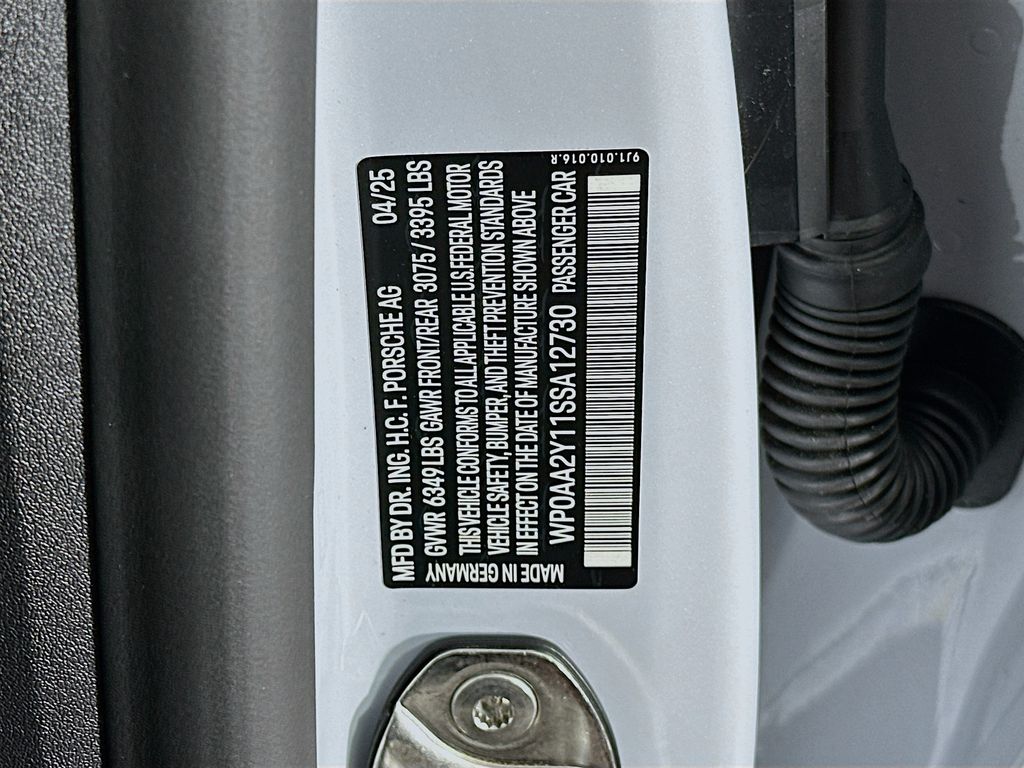 MFD BY DR. ING. H.C. F. PORSCHE AG 04/25
GVWR 6349 LBS GAWR FRONT/REAR 3075 / 3395 LBS
THIS VEHICLE CONFORMS TO ALL APPLICABLE U.S. FEDERAL MOTOR
VEHICLE SAFETY, BUMPER, AND THEFT PREVENTION STANDARDS
IN EFFECT ON THE DATE OF MANUFACTURE SHOWN ABOVE
WP0AA2Y11SSA12730 PASSENGER CAR
MADE IN GERMANY
9J1.010.016.R